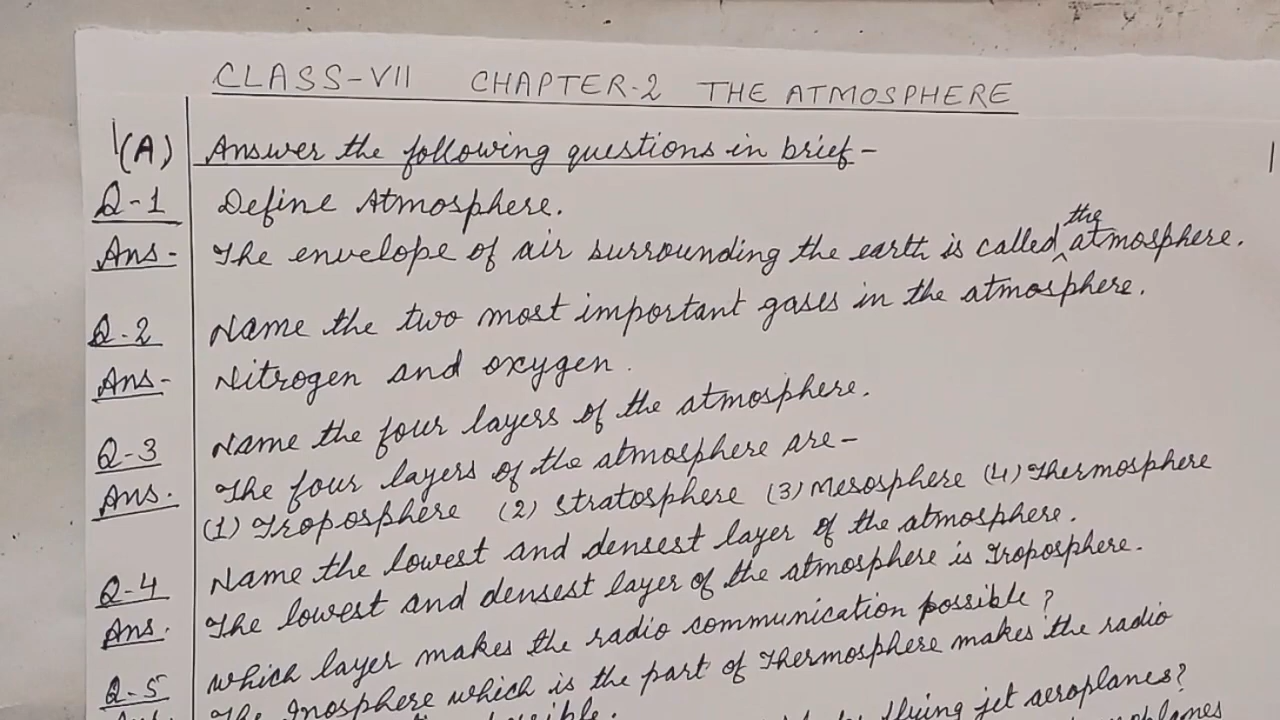 CLASS-VII CHAPTER-2 THE ATMOSPHERE
(A) Answer the following questions in brief-
Q-1 Define Atmosphere.
Ans- The envelope of air surrounding the earth is called the atmosphere.
Q-2 Name the two most important gases in the atmosphere.
Ans- Nitrogen and oxygen.
Q-3 Name the four layers of the atmosphere.
Ans. The four layers of the atmosphere are-
(1) Troposphere (2) Stratosphere (3) Mesosphere (4) Thermosphere
Q-4 Name the lowest and densest layer of the atmosphere.
Ans. The lowest and densest layer of the atmosphere is Troposphere.
Q-5 Which layer makes the radio communication possible?
The Inosphere which is the part of Thermosphere makes the radio
flying jet aeroplanes?